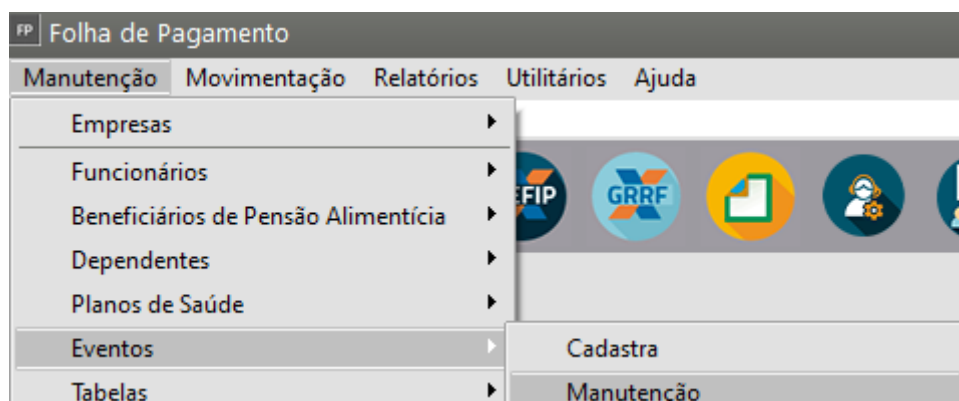 FP Folha de Pagamento
Manutenção Movimentação Relatórios Utilitários Ajuda
Empresas
Funcionários
Beneficiários de Pensão Alimentícia
Dependentes
Planos de Saúde
Eventos
Tabelas
EFIP
GRRF
Cadastra
Manutenção